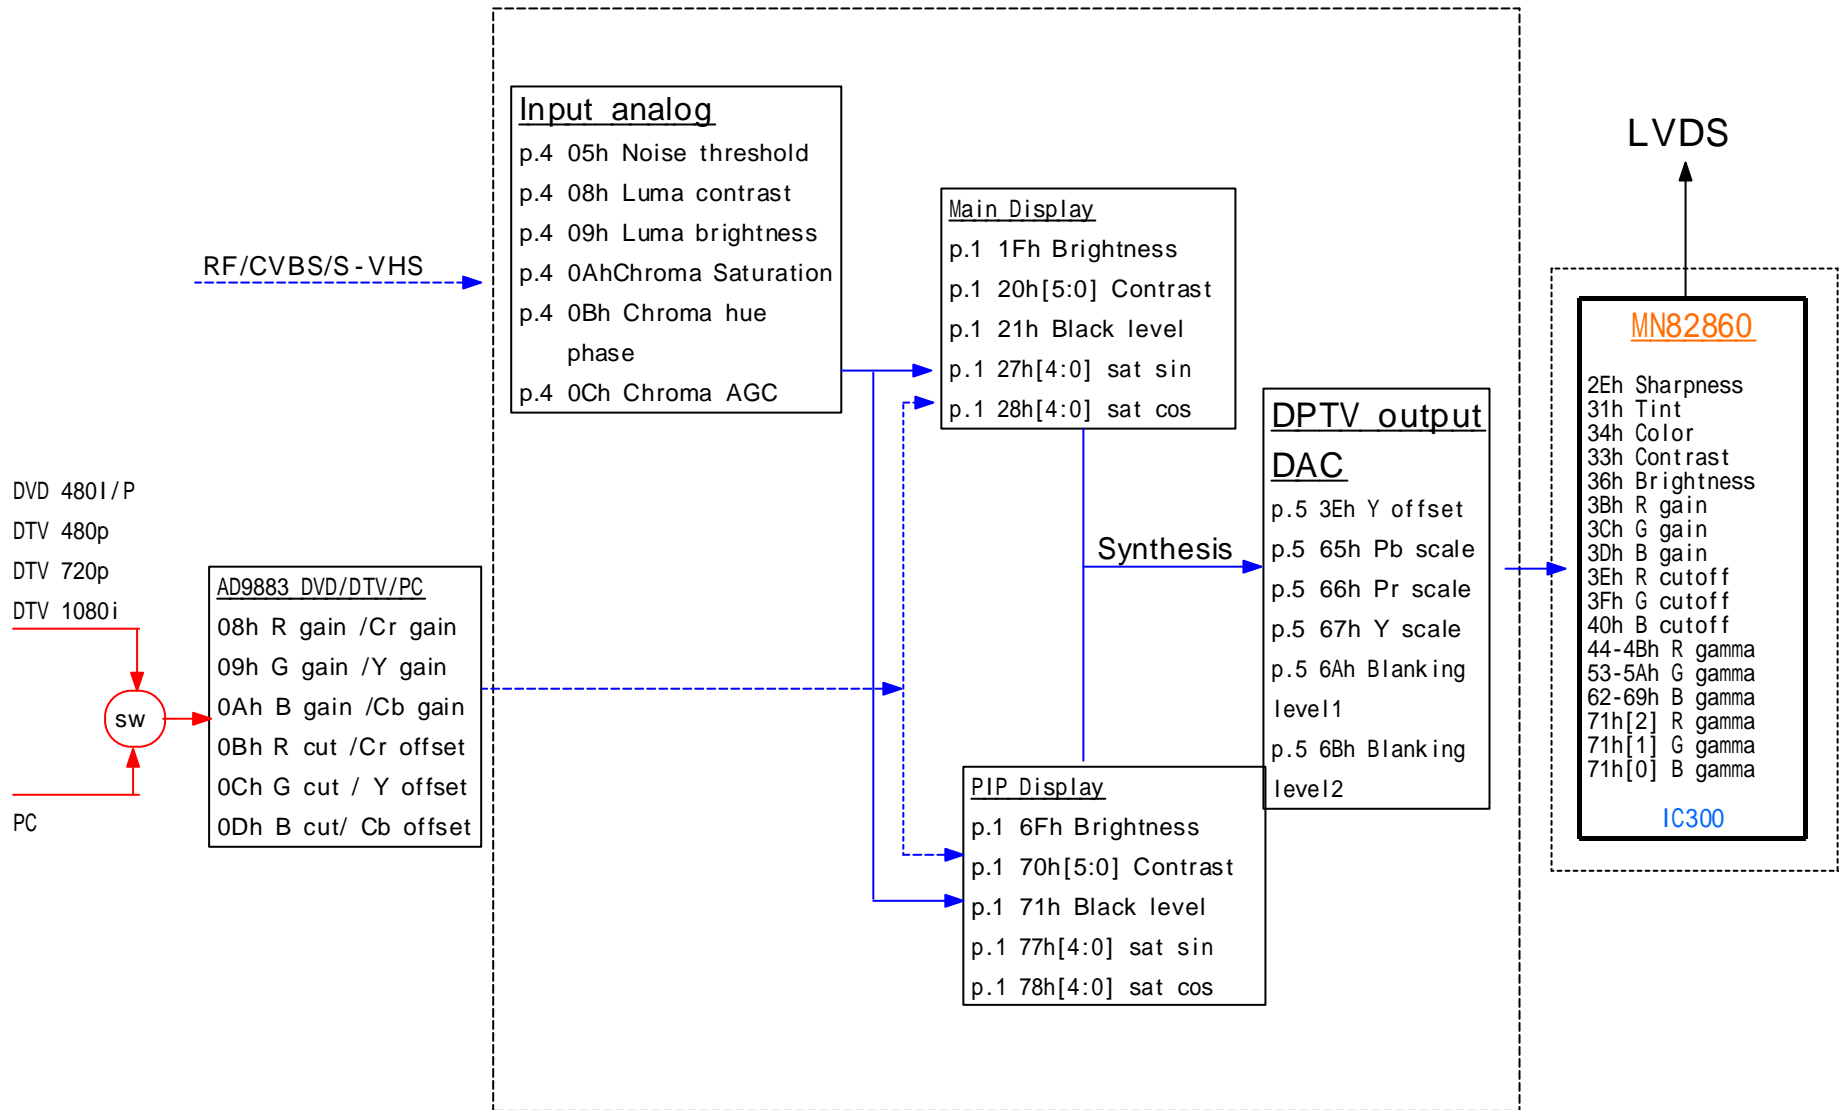 Input analog
p.4 05h Noise threshold
p.4 08h Luma contrast
p.4 09h Luma brightness
p.4 0AhChroma Saturation
p.4 0Bh Chroma hue
phase
p.4 0Ch Chroma AGC
RF/CVBS/S-VHS
Main Display
p.1 1Fh Brightness
p.1 20h[5:0] Contrast
p.1 21h Black level
p.1 27h[4:0] sat sin
p.1 28h[4:0] sat cos
LVDS
MN82860
2Eh Sharpness
31h Tint
34h Color
33h Contrast
36h Brightness
3Bh R gain
3Ch G gain
3Dh B gain
3Eh R cutoff
3Fh G cutoff
40h B cutoff
44-4Bh R gamma
53-5Ah G gamma
62-69h B gamma
71h[2] R gamma
71h[1] G gamma
71h[0] B gamma
IC300
DPTV output
DAC
p.5 3Eh Y offset
p.5 65h Pb scale
p.5 66h Pr scale
p.5 67h Y scale
p.5 6Ah Blanking
level1
p.5 6Bh Blanking
level2
Synthesis
DVD 480I/P
DTV 480p
DTV 720p
DTV 1080i
SW
PC
AD9883 DVD/DTV/PC
08h R gain /Cr gain
09h G gain /Y gain
0Ah B gain /Cb gain
0Bh R cut /Cr offset
0Ch G cut / Y offset
0Dh B cut/ Cb offset
PIP Display
p.1 6Fh Brightness
p.1 70h[5:0] Contrast
p.1 71h Black level
p.1 77h[4:0] sat sin
p.1 78h[4:0] sat cos